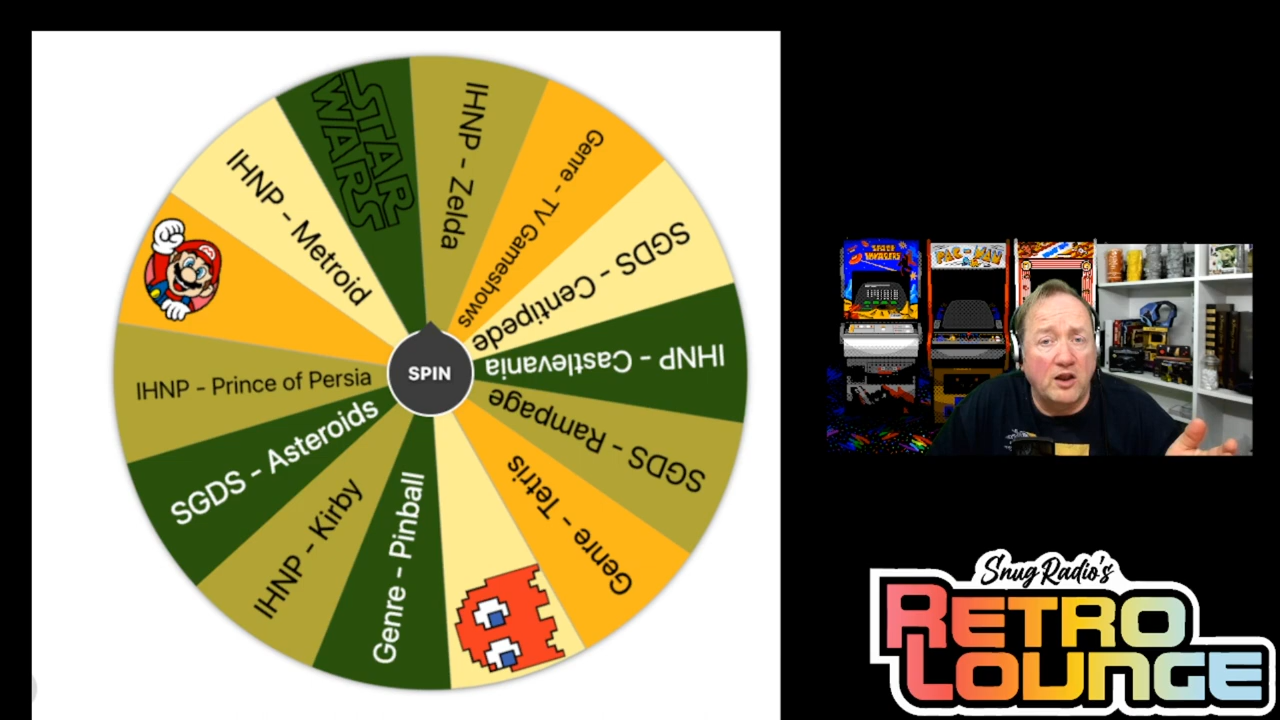 STAR
WARS
IHNP - Zelda
Genre - TV Gameshows
SGDS - Centipede
IHNP - Castlevania
SGDS - Rampage
Genre - Tetris
Genre - Pinball
IHNP - Kirby
SGDS - Asteroids
IHNP - Prince of Persia
IHNP - Metroid
SPIN
SPACE
INVADERS
PAC-MAN
Snug Radio's
RETRO
LOUNGE